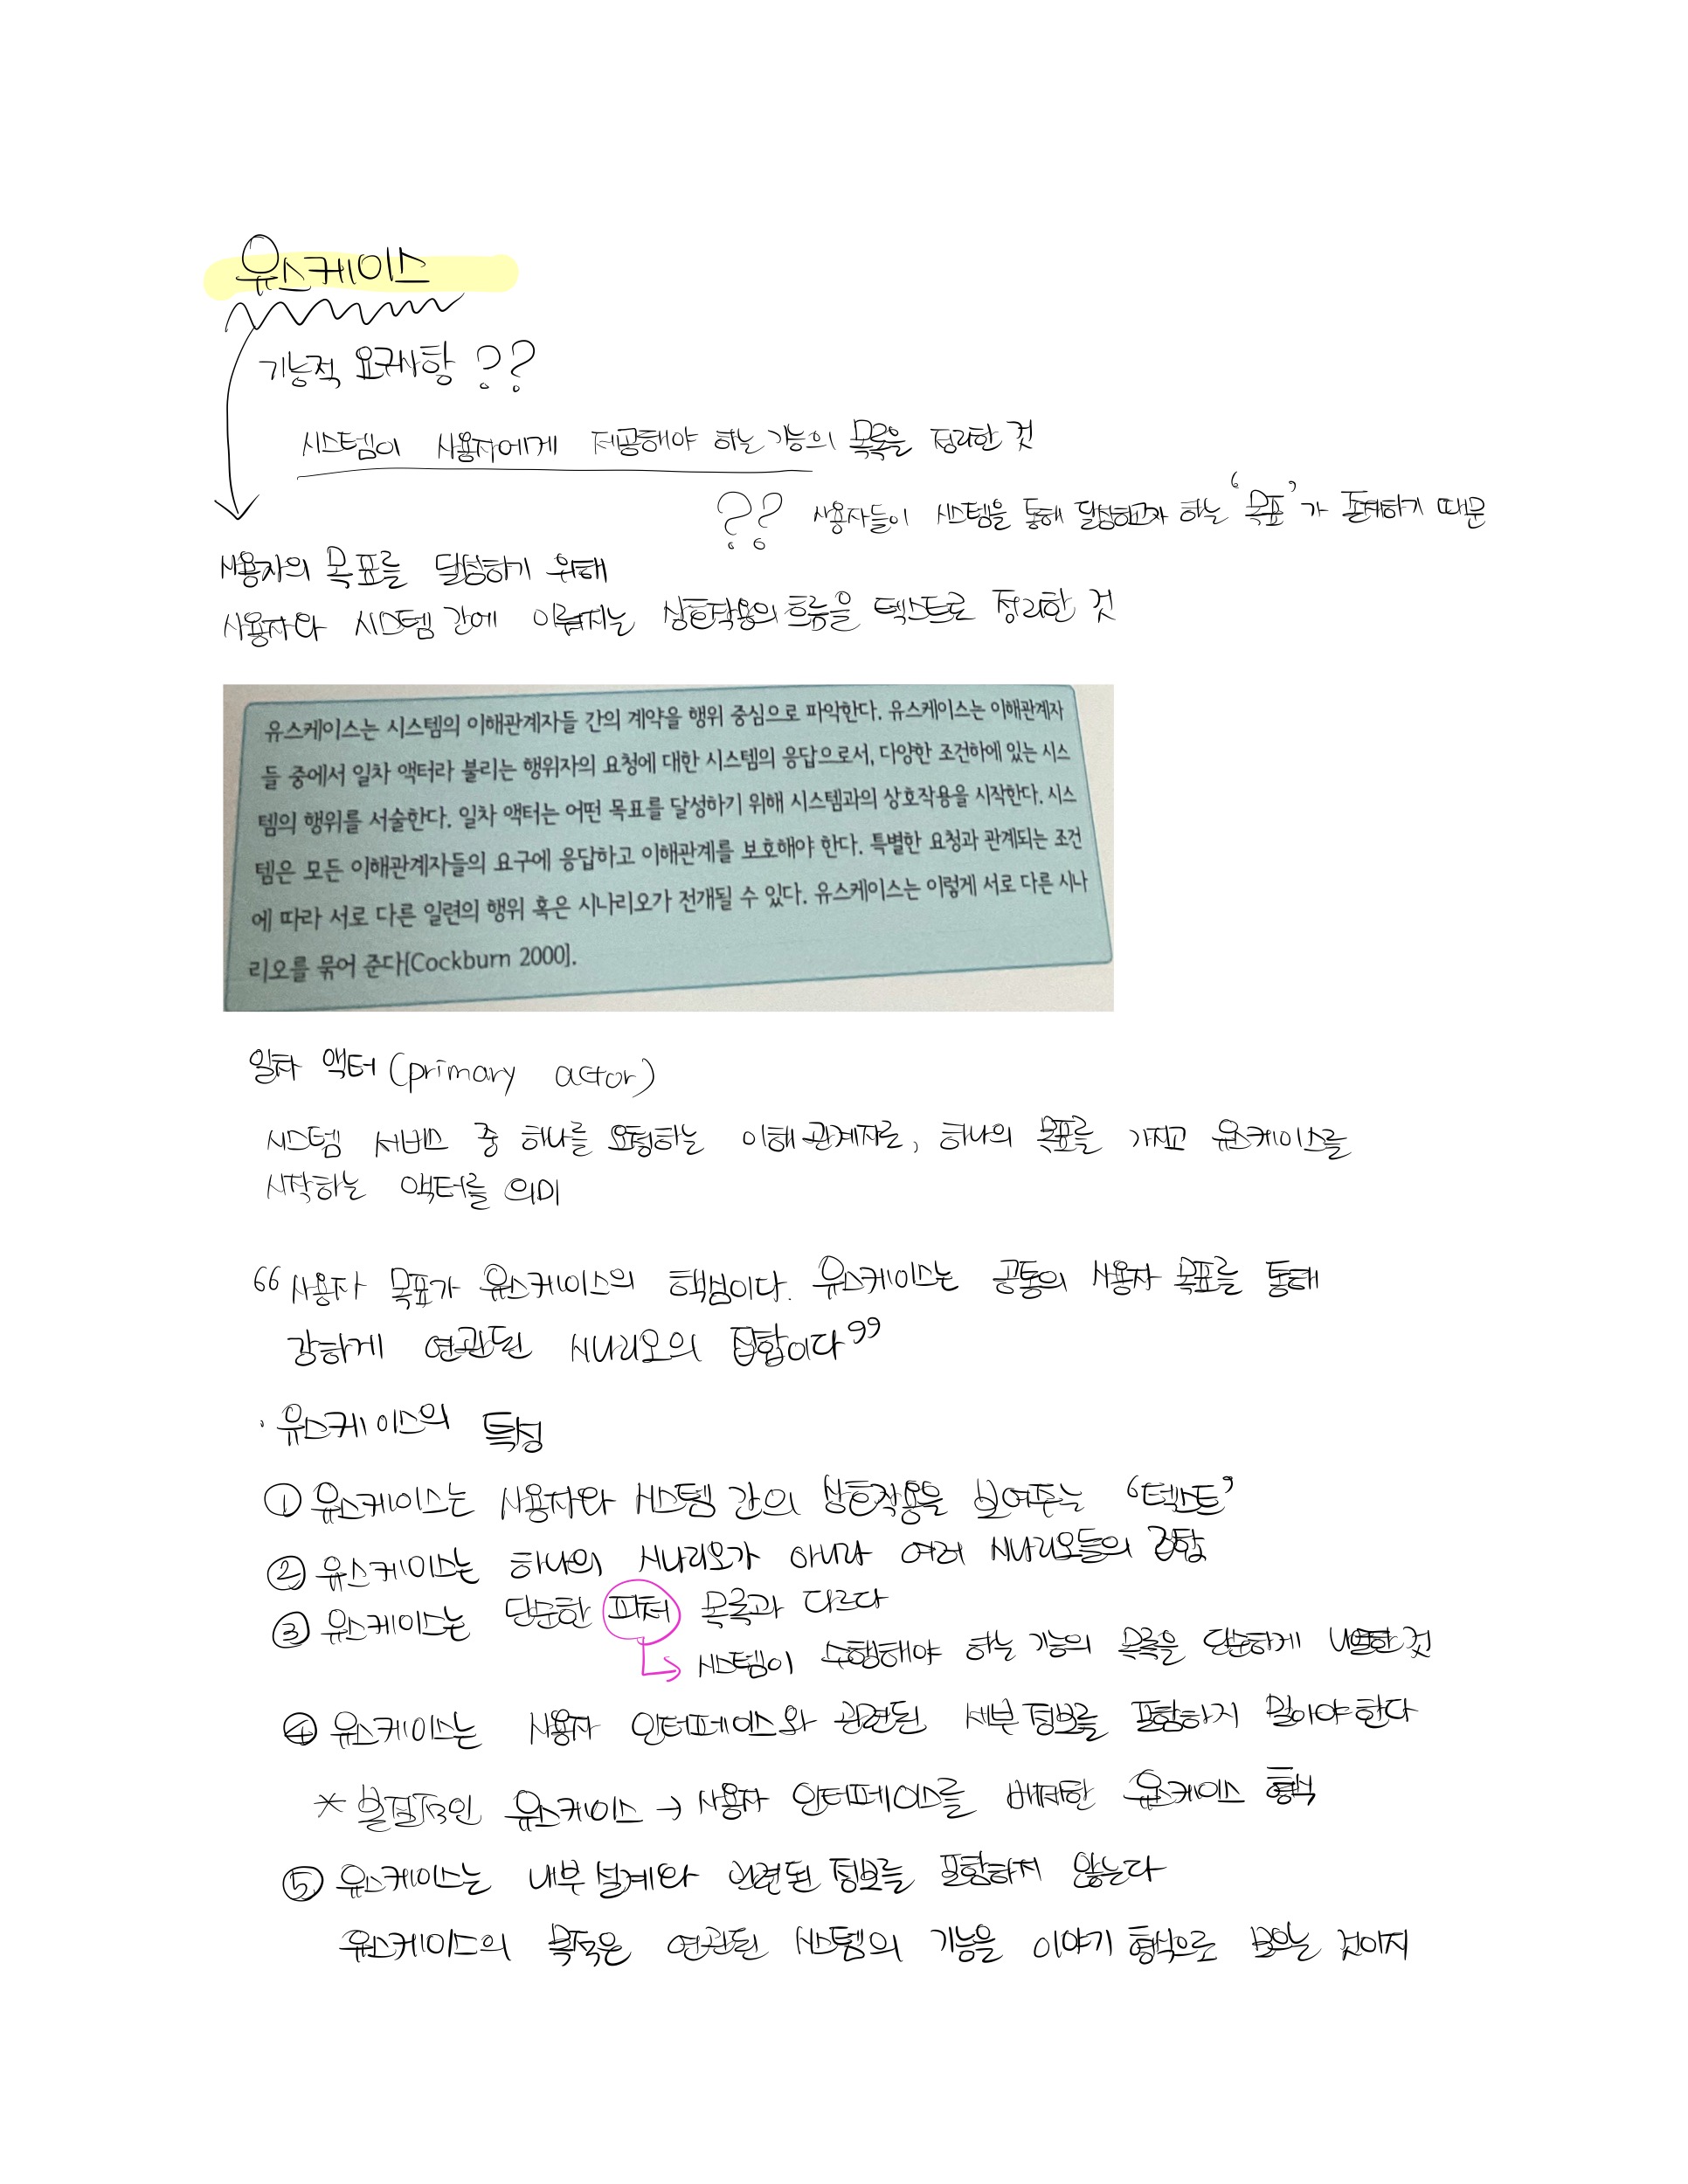 유스케이스
기능적 요구사항 ??
시스템이 사용자에게 제공해야 하는 기능의 목록을 정리한 것
?? 사용자들이 시스템을 통해 달성하고자 하는 '목표'가 존재하기 때문
사용자의 목표를 달성하기 위해
사용자와 시스템 간에 이뤄지는 상호작용의 흐름을 텍스트로 정리한 것
유스케이스는 시스템의 이해관계자들 간의 계약을 행위 중심으로 파악한다. 유스케이스는 이해관계자
들 중에서 일차 액터라 불리는 행위자의 요청에 대한 시스템의 응답으로서, 다양한 조건하에 있는 시스
템의 행위를 서술한다. 일차 액터는 어떤 목표를 달성하기 위해 시스템과의 상호작용을 시작한다. 시스
템은 모든 이해관계자들의 요구에 응답하고 이해관계를 보호해야 한다. 특별한 요청과 관계되는 조건
에 따라 서로 다른 일련의 행위 혹은 시나리오가 전개될 수 있다. 유스케이스는 이렇게 서로 다른 시나
리오를 묶어 준다[Cockburn 2000].
일차 액터 (primary actor)
시스템 서비스 중 하나를 요청하는 이해관계자로, 하나의 목표를 가지고 유스케이스를
시작하는 액터를 의미
"사용자 목표가 유스케이스의 핵심이다. 유스케이스는 공통의 사용자 목표를 통해
강하게 연관된 시나리오의 집합이다"
· 유스케이스의 특성
① 유스케이스는 사용자와 시스템 간의 상호작용을 보여주는 '텍스트'
② 유스케이스는 하나의 시나리오가 아니라 여러 시나리오들의 집합
③ 유스케이스는 단순한 피처 목록과 다르다
시스템이 수행해야 하는 기능의 목록을 단순하게 나열한 것
④ 유스케이스는 사용자 인터페이스와 관련된 세부 정보를 포함하지 말아야 한다
* 본질적인 유스케이스 → 사용자 인터페이스를 배제한 유스케이스 형식
⑤ 유스케이스는 내부 설계와 관련된 정보를 포함하지 않는다
유스케이스의 목적은 연관된 시스템의 기능을 이야기 형식으로 모으는 것이지